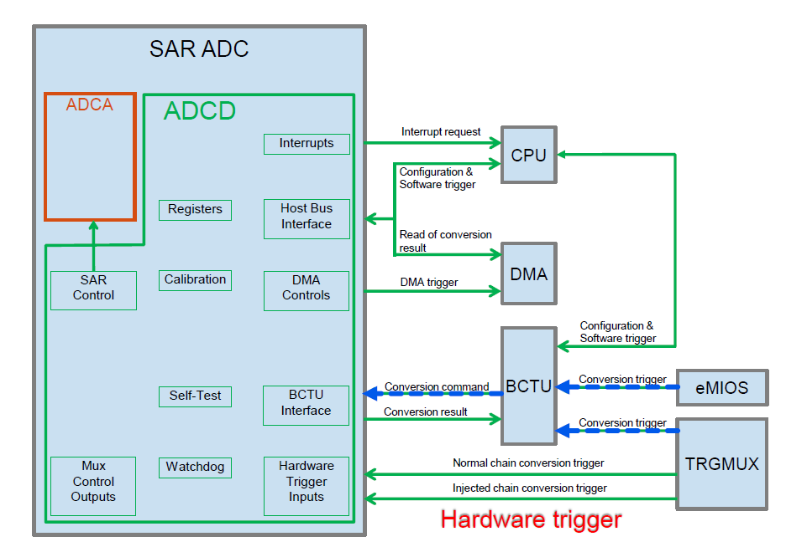 SAR ADC
ADCA
ADCD
Interrupts
Registers
Host Bus
Interface
SAR
Control
Calibration
DMA
Controls
Self-Test
BCTU
Interface
Mux
Control
Outputs
Watchdog
Hardware
Trigger
Inputs
Interrupt request
CPU
Configuration &
Software trigger
Read of conversion
result
DMA
DMA trigger
Configuration &
Software trigger
Conversion command
BCTU
Conversion trigger
eMIOS
Conversion result
Conversion trigger
TRGMUX
Normal chain conversion trigger
Injected chain conversion trigger
Hardware trigger